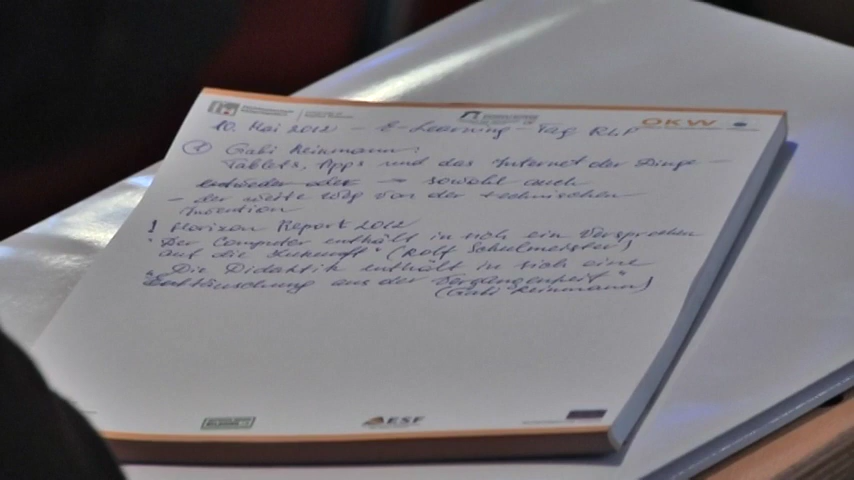 OKW
10. Mai 2012 - E-Learning-Tag RLP
① Gabi Reinmann:
Tablets, Apps und das Internet der Dinge -
entweder oder → sowohl auch
- der weite Weg von der technischen
Invention
! Horizon Report 2012
"Der Computer enthält in sich ein Versprechen
auf die Zukunft" (Rolf Schulmeister)
"Die Didaktik enthält in sich eine
Enttäuschung aus der Vergangenheit"
(Gabi Reinmann)
ESF